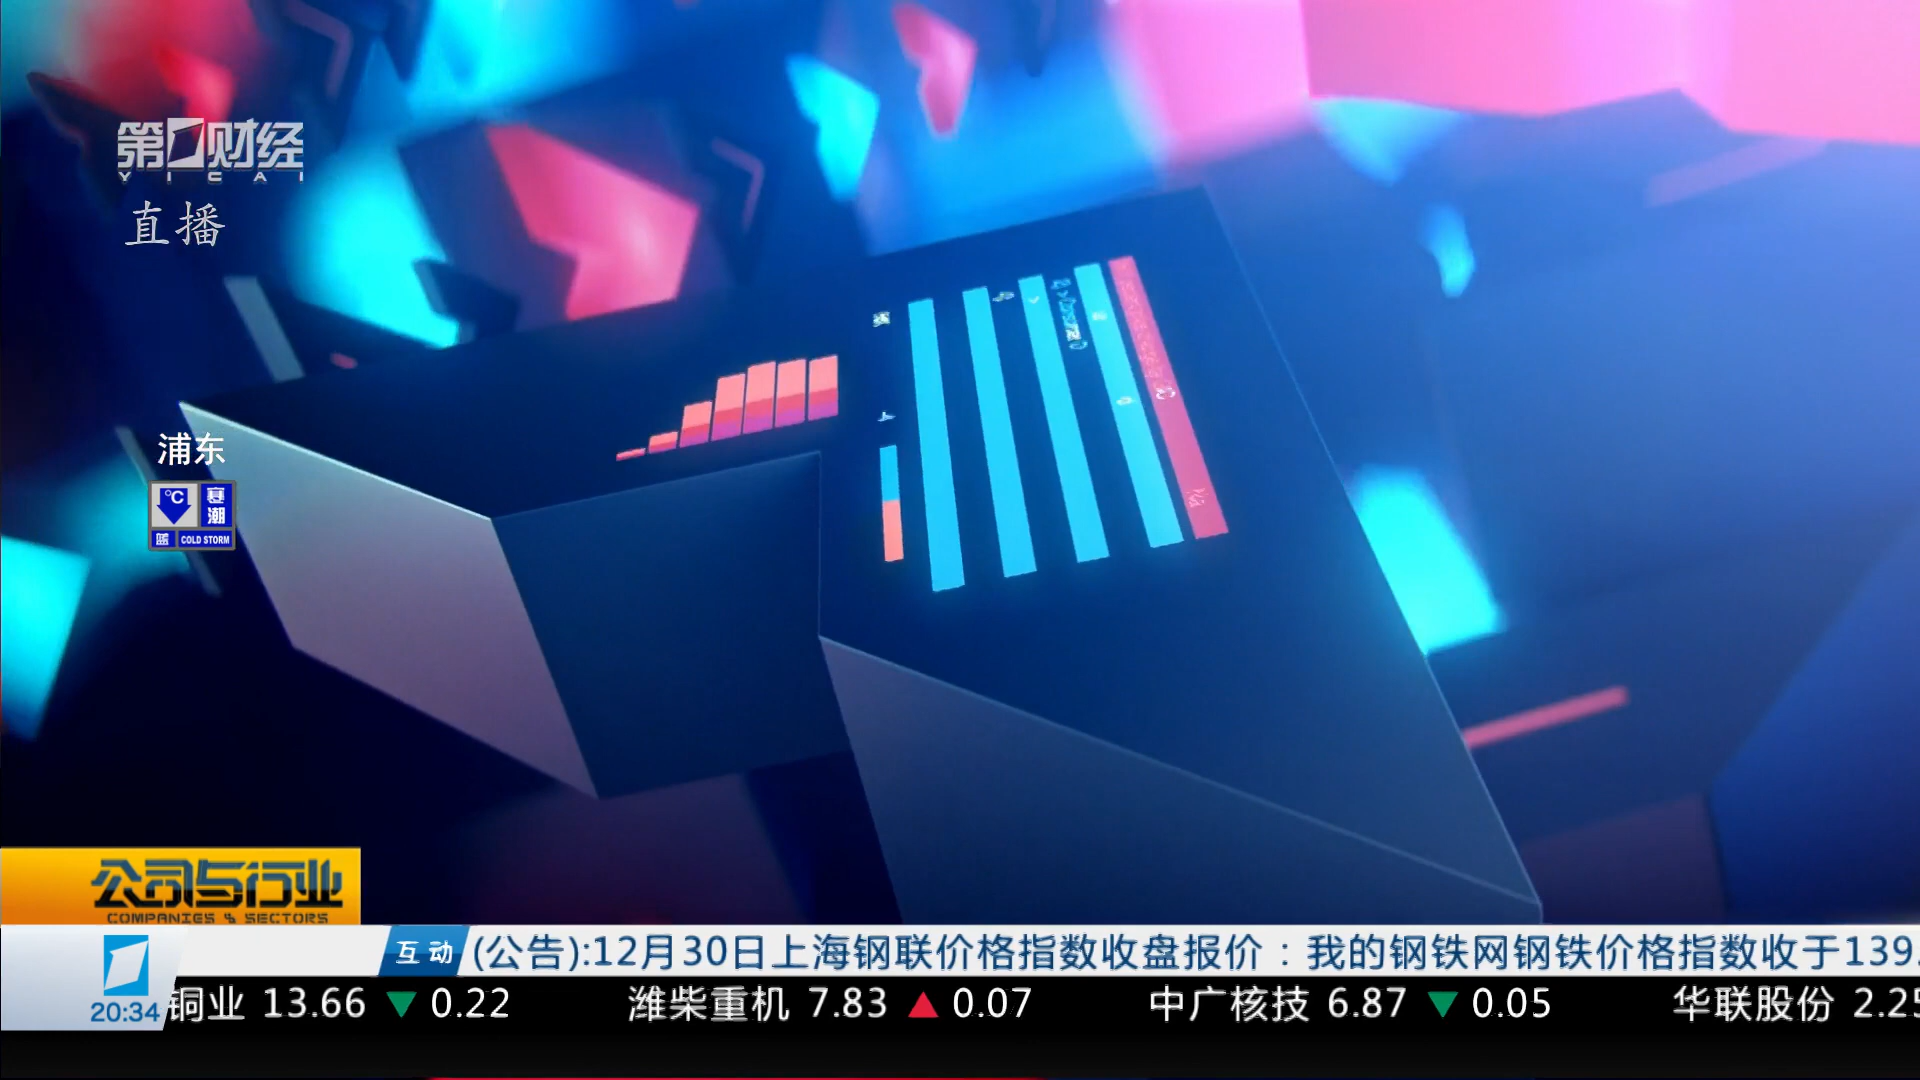 第一财经
YICAI
直播
浦东
℃ 寒潮
蓝 COLD STORM
公司与行业
COMPANIES & SECTORS
互动 (公告):12月30日上海钢联价格指数收盘报价：我的钢铁网钢铁价格指数收于139.
20:34 铜业 13.66 ▼ 0.22 潍柴重机 7.83 ▲ 0.07 中广核技 6.87 ▼ 0.05 华联股份 2.25